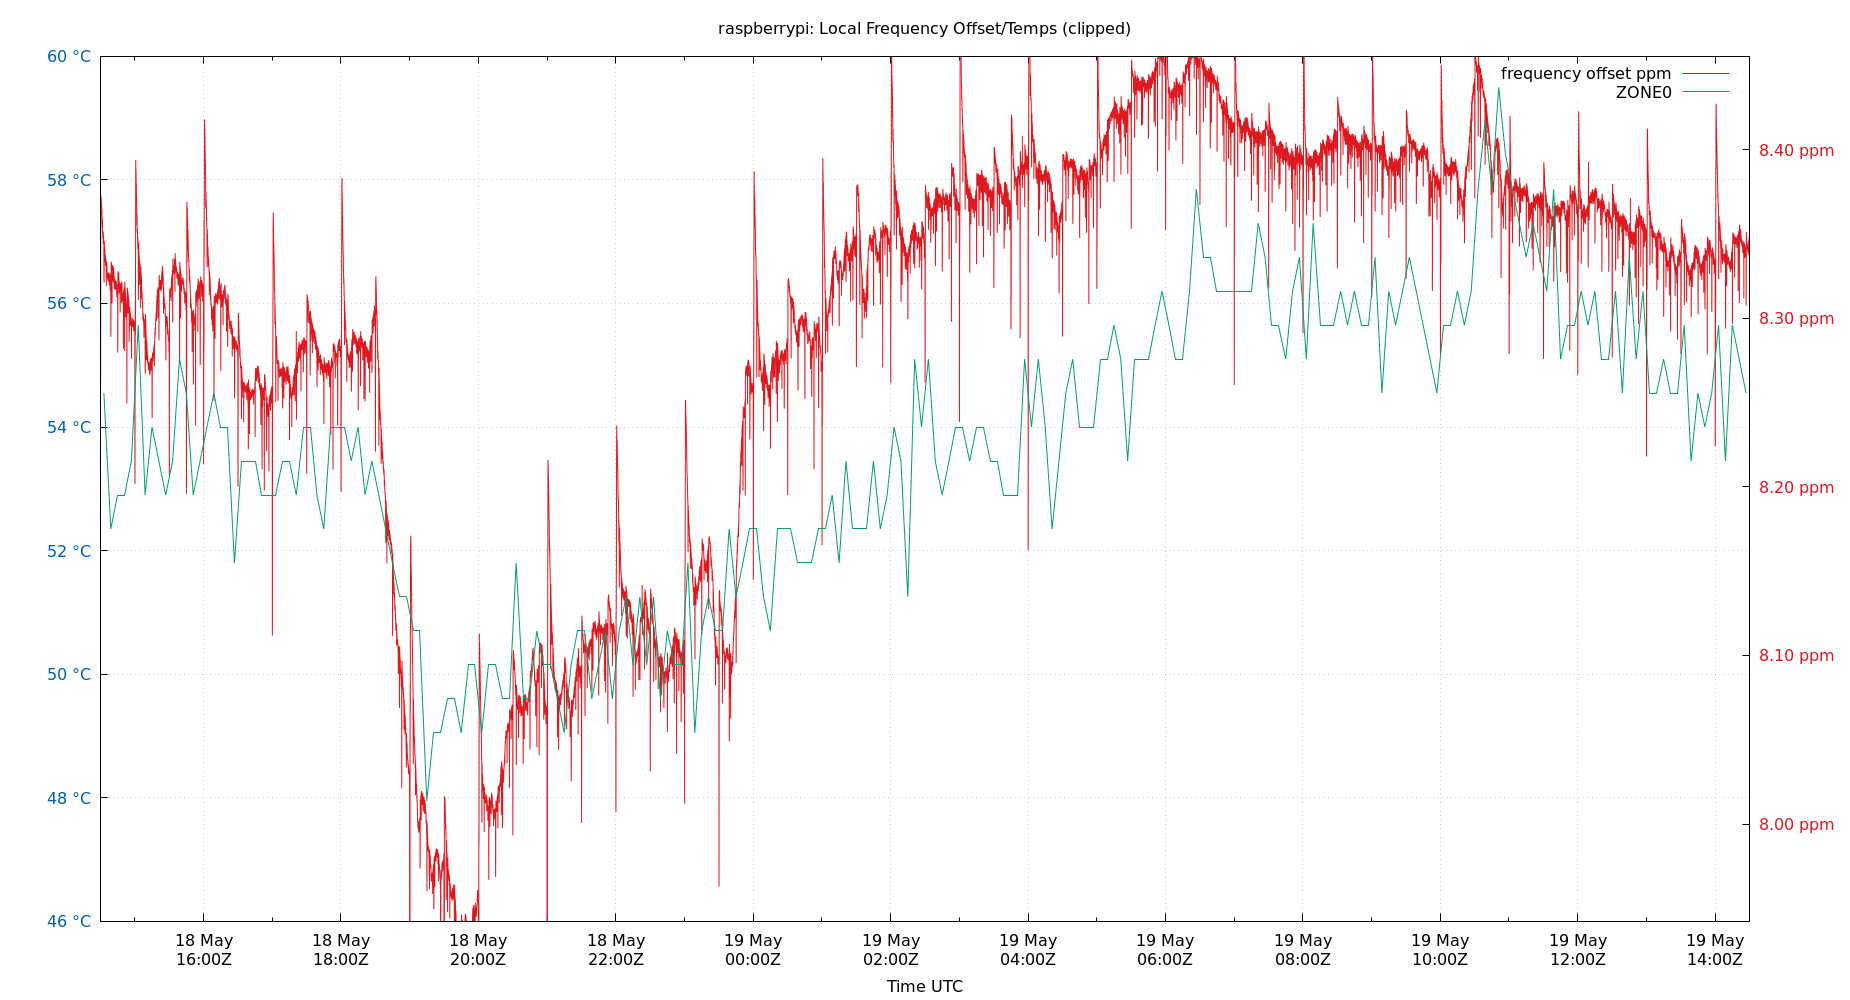 raspberrypi: Local Frequency Offset/Temps (clipped)
frequency offset ppm
ZONE0
60 °C
58 °C
56 °C
54 °C
52 °C
50 °C
48 °C
46 °C
8.40 ppm
8.30 ppm
8.20 ppm
8.10 ppm
8.00 ppm
18 May 18 May 18 May 18 May 19 May 19 May 19 May 19 May 19 May 19 May 19 May 19 May
16:00Z 18:00Z 20:00Z 22:00Z 00:00Z 02:00Z 04:00Z 06:00Z 08:00Z 10:00Z 12:00Z 14:00Z
Time UTC